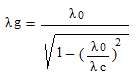 λg = λ0 / √(1 − (λ0 / λc)²)